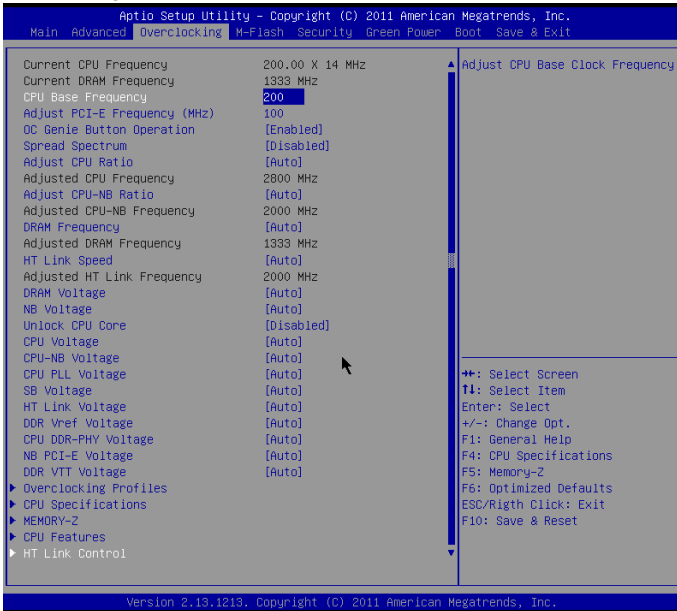 Aptio Setup Utility – Copyright (C) 2011 American Megatrends, Inc.
Main Advanced Overclocking M-Flash Security Green Power Boot Save & Exit
Current CPU Frequency 200.00 X 14 MHz
Current DRAM Frequency 1333 MHz
CPU Base Frequency 200
Adjust PCI-E Frequency (MHz) 100
OC Genie Button Operation [Enabled]
Spread Spectrum [Disabled]
Adjust CPU Ratio [Auto]
Adjusted CPU Frequency 2800 MHz
Adjust CPU-NB Ratio [Auto]
Adjusted CPU-NB Frequency 2000 MHz
DRAM Frequency [Auto]
Adjusted DRAM Frequency 1333 MHz
HT Link Speed [Auto]
Adjusted HT Link Frequency 2000 MHz
DRAM Voltage [Auto]
NB Voltage [Auto]
Unlock CPU Core [Disabled]
CPU Voltage [Auto]
CPU-NB Voltage [Auto]
CPU PLL Voltage [Auto]
SB Voltage [Auto]
HT Link Voltage [Auto]
DDR Vref Voltage [Auto]
CPU DDR-PHY Voltage [Auto]
NB PCI-E Voltage [Auto]
DDR VTT Voltage [Auto]
Overclocking Profiles
CPU Specifications
MEMORY-Z
CPU Features
HT Link Control
Adjust CPU Base Clock Frequency
→←: Select Screen
↑↓: Select Item
Enter: Select
+/-: Change Opt.
F1: General Help
F4: CPU Specifications
F5: Memory-Z
F6: Optimized Defaults
ESC/Rigth Click: Exit
F10: Save & Reset
Version 2.13.1213. Copyright (C) 2011 American Megatrends, Inc.